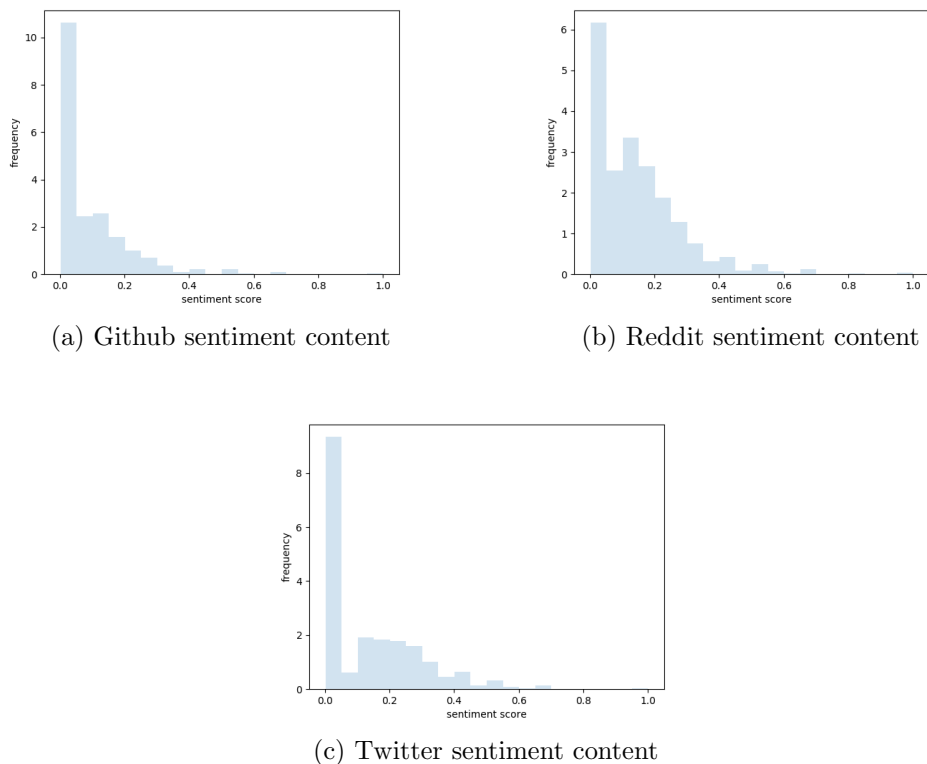 10
8
6
4
2
0
frequency
0.0 0.2 0.4 0.6 0.8 1.0
sentiment score
(a) Github sentiment content
6
5
4
3
2
1
0
frequency
0.0 0.2 0.4 0.6 0.8 1.0
sentiment score
(b) Reddit sentiment content
8
6
4
2
0
frequency
0.0 0.2 0.4 0.6 0.8 1.0
sentiment score
(c) Twitter sentiment content